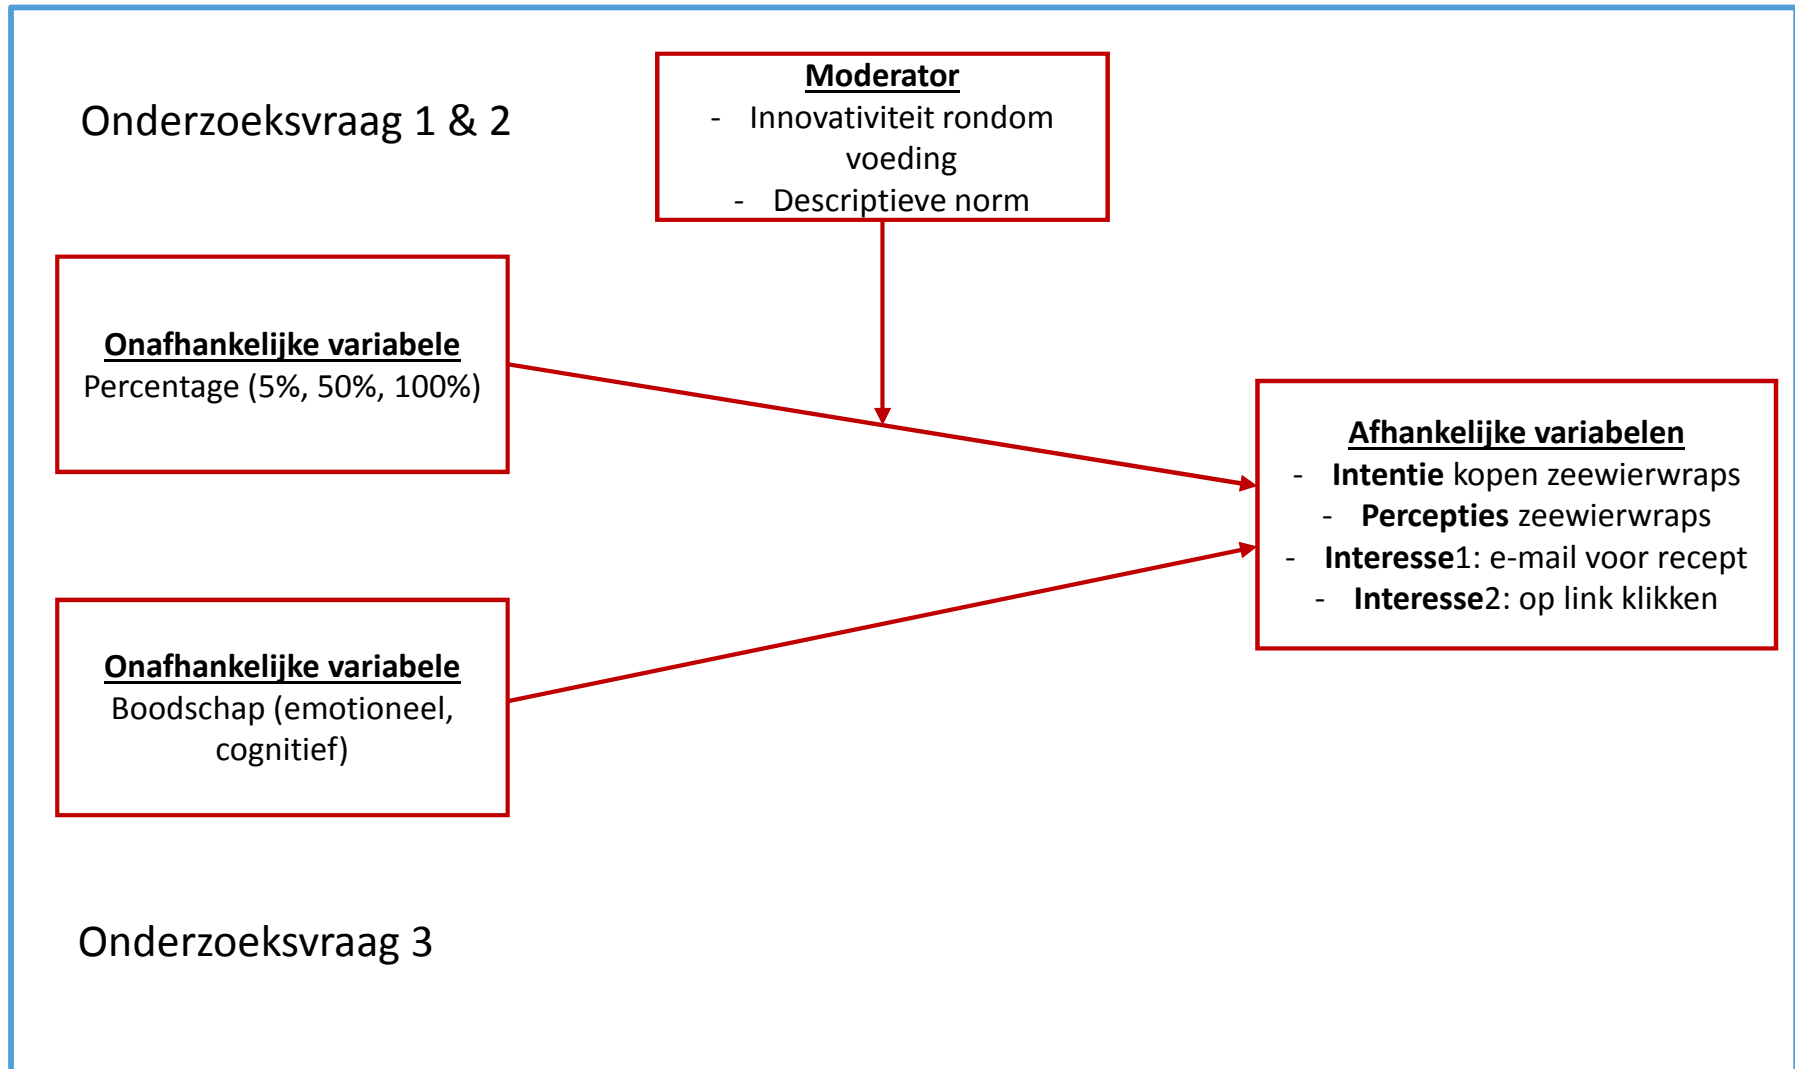 Onderzoeksvraag 1 & 2
Moderator
- Innovativiteit rondom
voeding
- Descriptieve norm
Onafhankelijke variabele
Percentage (5%, 50%, 100%)
Afhankelijke variabelen
- Intentie kopen zeewierwraps
- Percepties zeewierwraps
- Interesse1: e-mail voor recept
- Interesse2: op link klikken
Onafhankelijke variabele
Boodschap (emotioneel,
cognitief)
Onderzoeksvraag 3